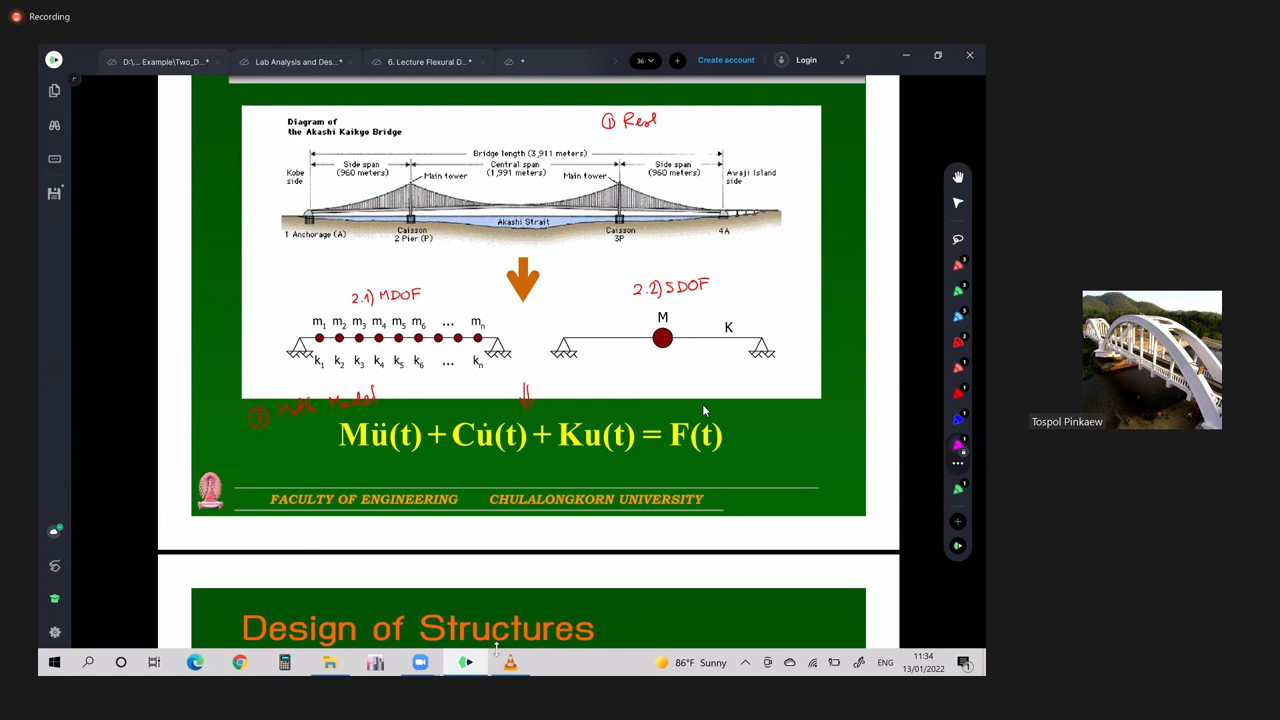 Recording
D:\... Example\Two_D...*
Lab Analysis and Des...*
6. Lecture Flexural D...*
*
36
Create account
Login
Diagram of
the Akashi Kaikyo Bridge
① Real
Bridge length (3,911 meters)
Kobe
side
Side span
(960 meters)
Central span
(1,991 meters)
Side span
(960 meters)
Awaji Island
side
Main tower
Main tower
Akashi Strait
1 Anchorage (A)
Caisson
2 Pier (P)
Caisson
3P
4A
2.1) MDOF
2.2) SDOF
m1 m2 m3 m4 m5 m6 ... mn
k1 k2 k3 k4 k5 k6 ... kn
M
K
③ Math Model
Mü(t) + Cu̇(t) + Ku(t) = F(t)
FACULTY OF ENGINEERING CHULALONGKORN UNIVERSITY
Design of Structures
Tospol Pinkaew
86°F Sunny
ENG
11:34
13/01/2022